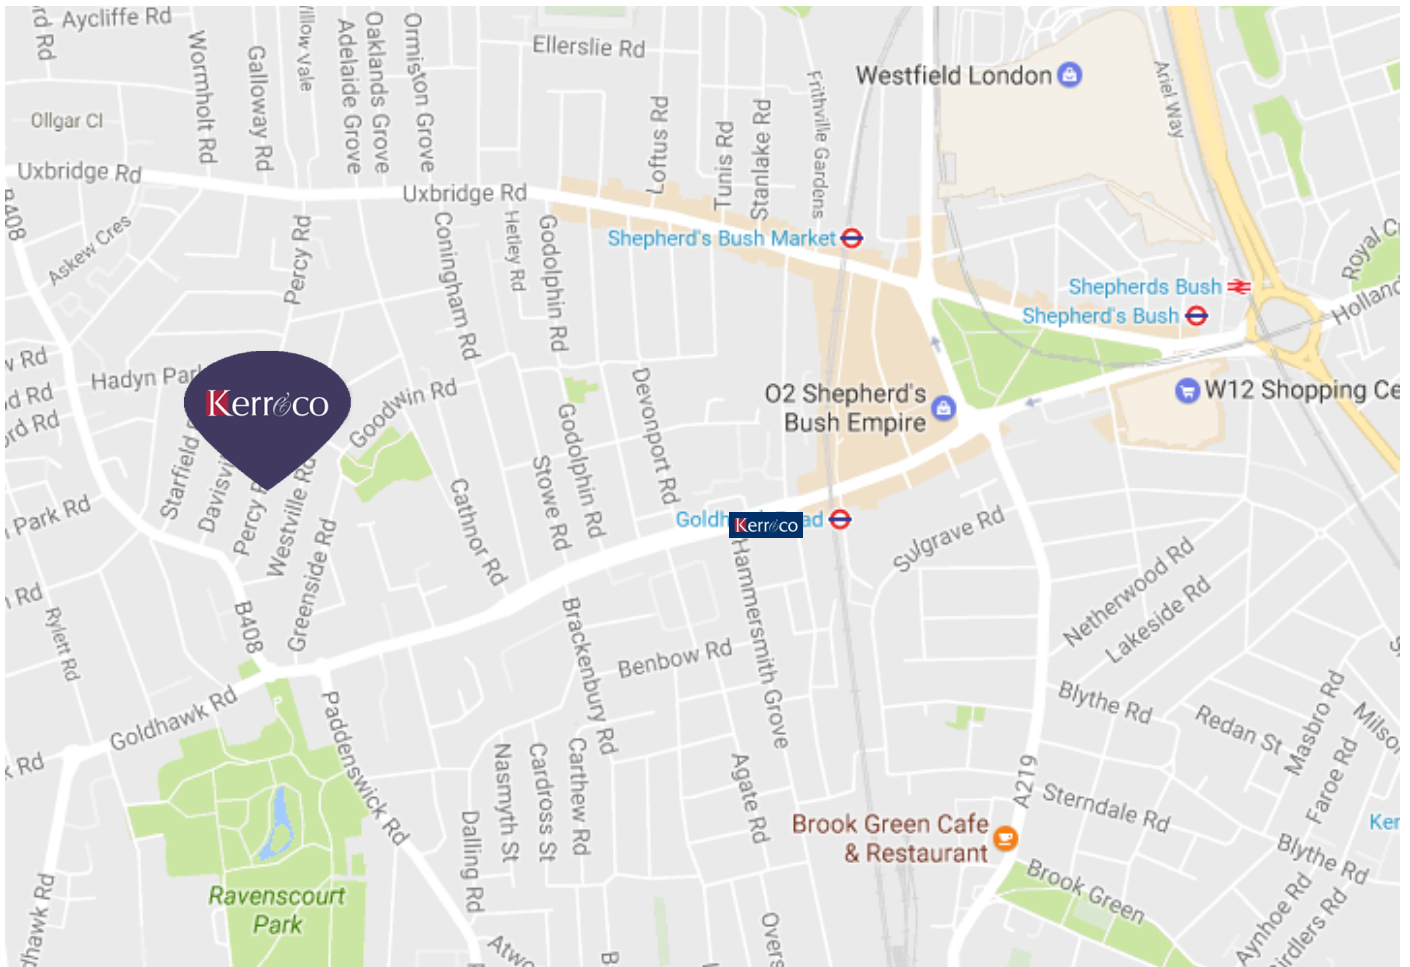 Aycliffe Rd
Wormholt Rd
Galloway Rd
Adelaide Grove
Oaklands Grove
Ormiston Grove
Ellerslie Rd
Loftus Rd
Tunis Rd
Stanlake Rd
Frithville Gardens
Westfield London
Ariel Way
Ollgar Cl
Uxbridge Rd
Uxbridge Rd
B408
Askew Cres
Percy Rd
Coningham Rd
Hetley Rd
Godolphin Rd
Shepherd's Bush Market
Shepherds Bush
Shepherd's Bush
Royal Cr
Holland
Hadyn Park
Kerr&co
Goodwin Rd
Devonport Rd
O2 Shepherd's
Bush Empire
W12 Shopping Ce
Starfield
Percy
Westville Rd
Greenside Rd
Cathnor Rd
Stowe Rd
Godolphin Rd
Park Rd
Kerr&co
Sulgrave Rd
Netherwood Rd
Lakeside Rd
Rylett Rd
B408
Brackenbury Rd
Benbow Rd
Hammersmith Grove
Goldhawk Rd
Paddenswick Rd
Blythe Rd
Redan St
Masbro Rd
Faroe Rd
Nasmyth St
Cardross St
Carthew Rd
Agate Rd
Dalling Rd
A219
Sterndale Rd
Brook Green Cafe
& Restaurant
Blythe Rd
Brook Green
Aynhoe Rd
Ravenscourt
Park